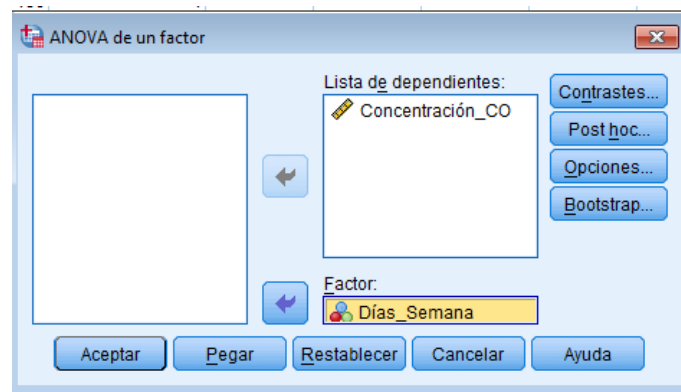 ANOVA de un factor
Lista de dependientes:
Concentración_CO
Contrastes...
Post hoc...
Opciones...
Bootstrap...
Factor:
Días_Semana
Aceptar
Pegar
Restablecer
Cancelar
Ayuda